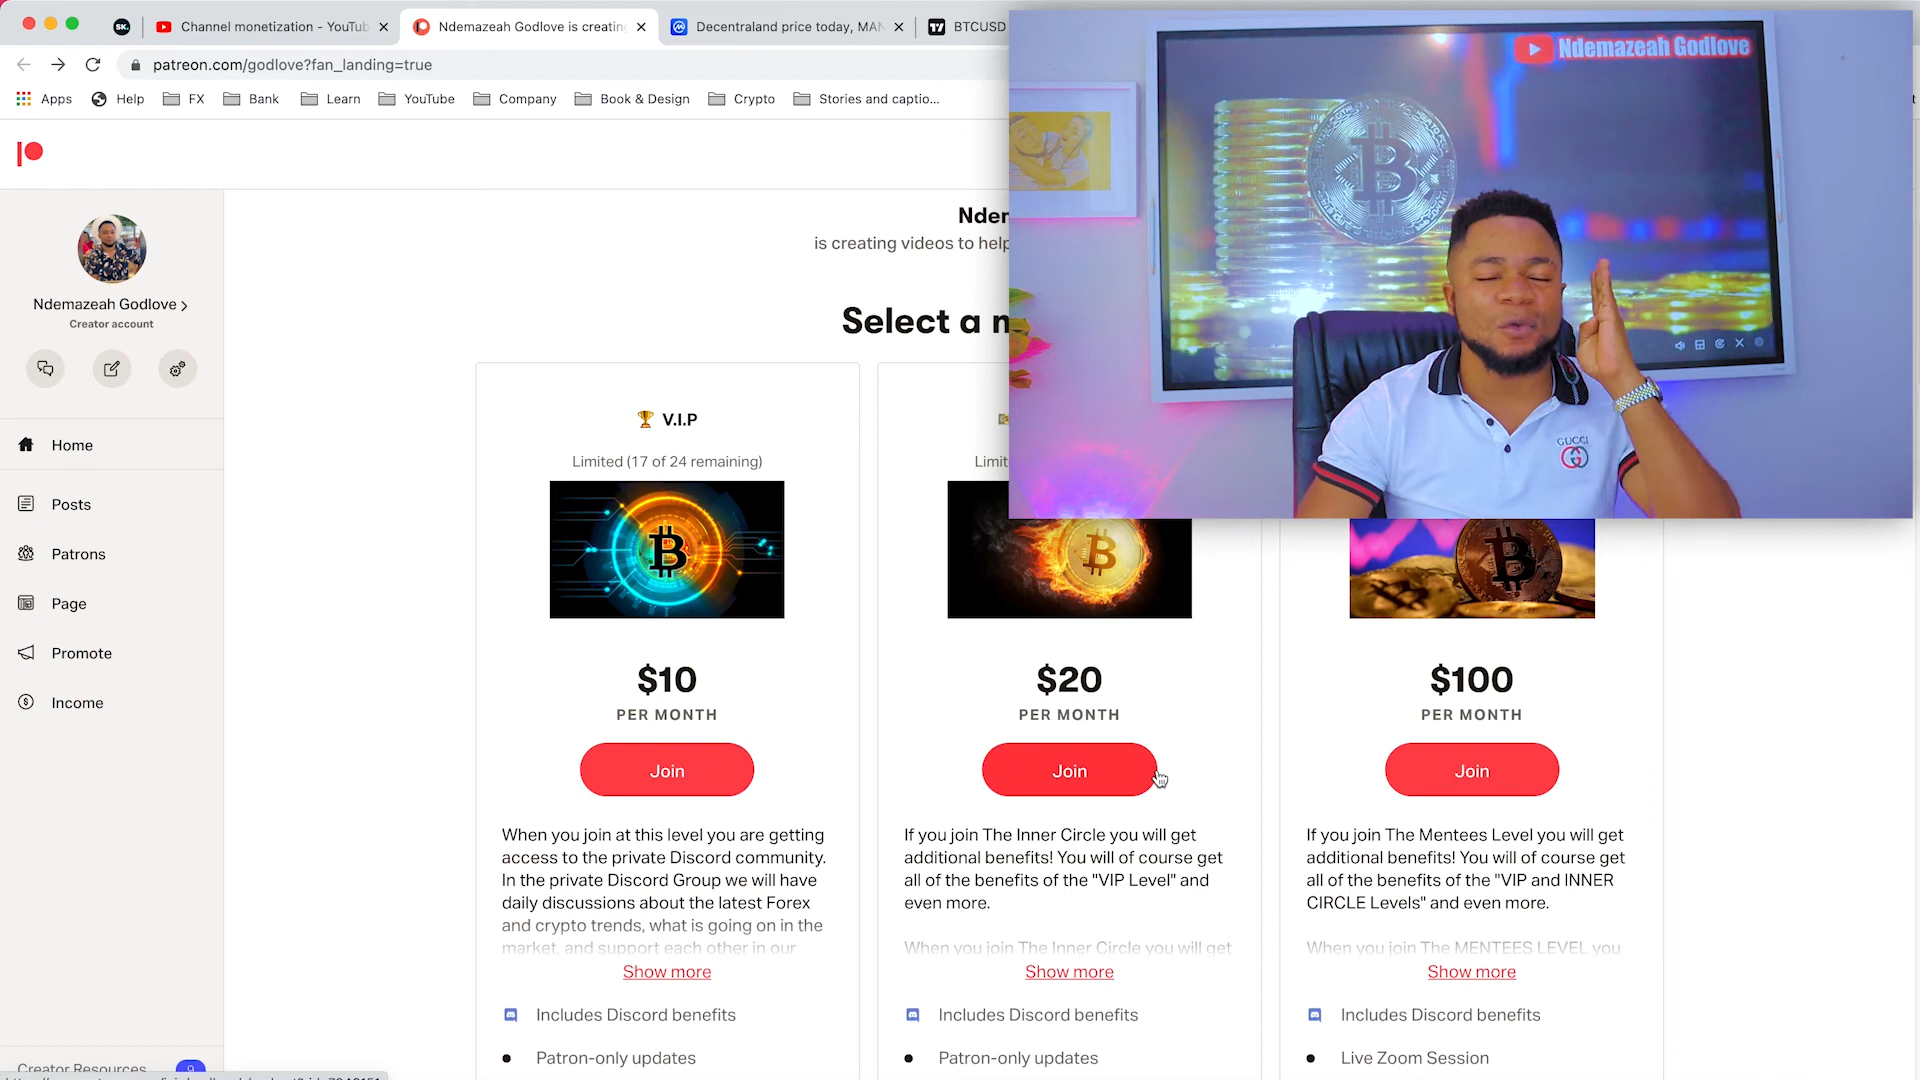 SK.
Channel monetization - YouTub
Ndemazeah Godlove is creating
Decentraland price today, MAN
BTCUSD
patreon.com/godlove?fan_landing=true
Apps
Help
FX
Bank
Learn
YouTube
Company
Book & Design
Crypto
Stories and captio...
Ndemazeah Godlove
GUCCI
Ndemazeah Godlove
Creator account
Home
Posts
Patrons
Page
Promote
Income
Creator Resources
9
Nder
is creating videos to help
Select a m
V.I.P
Limited (17 of 24 remaining)
$10
PER MONTH
Join
When you join at this level you are getting
access to the private Discord community.
In the private Discord Group we will have
daily discussions about the latest Forex
and crypto trends, what is going on in the
market, and support each other in our
Show more
Includes Discord benefits
Patron-only updates
Limit
$20
PER MONTH
Join
If you join The Inner Circle you will get
additional benefits! You will of course get
all of the benefits of the "VIP Level" and
even more.
When you join The Inner Circle you will get
Show more
Includes Discord benefits
Patron-only updates
$100
PER MONTH
Join
If you join The Mentees Level you will get
additional benefits! You will of course get
all of the benefits of the "VIP and INNER
CIRCLE Levels" and even more.
When you join The MENTEES LEVEL you
Show more
Includes Discord benefits
Live Zoom Session